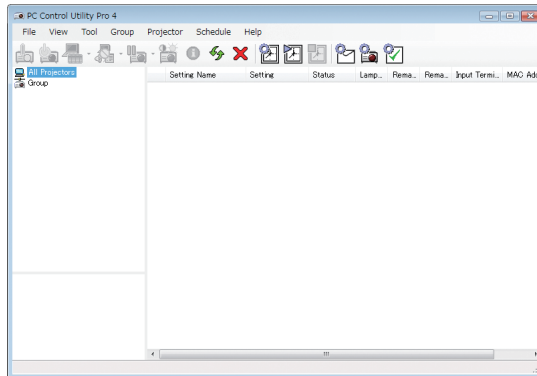 PC Control Utility Pro 4
File View Tool Group Projector Schedule Help
All Projectors
Group
Setting Name Setting Status Lamp... Rema... Rema... Input Termi... MAC Add